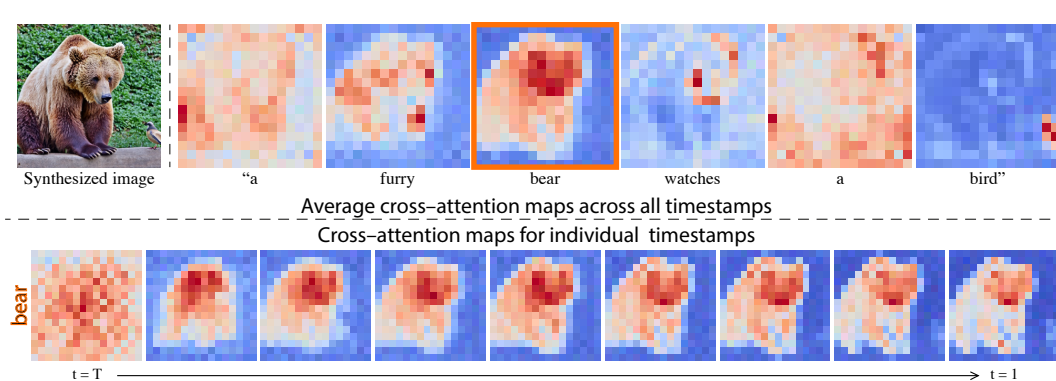 Synthesized image
“a
furry
bear
watches
a
bird”
Average cross–attention maps across all timestamps
Cross–attention maps for individual timestamps
bear
t = T
t = 1